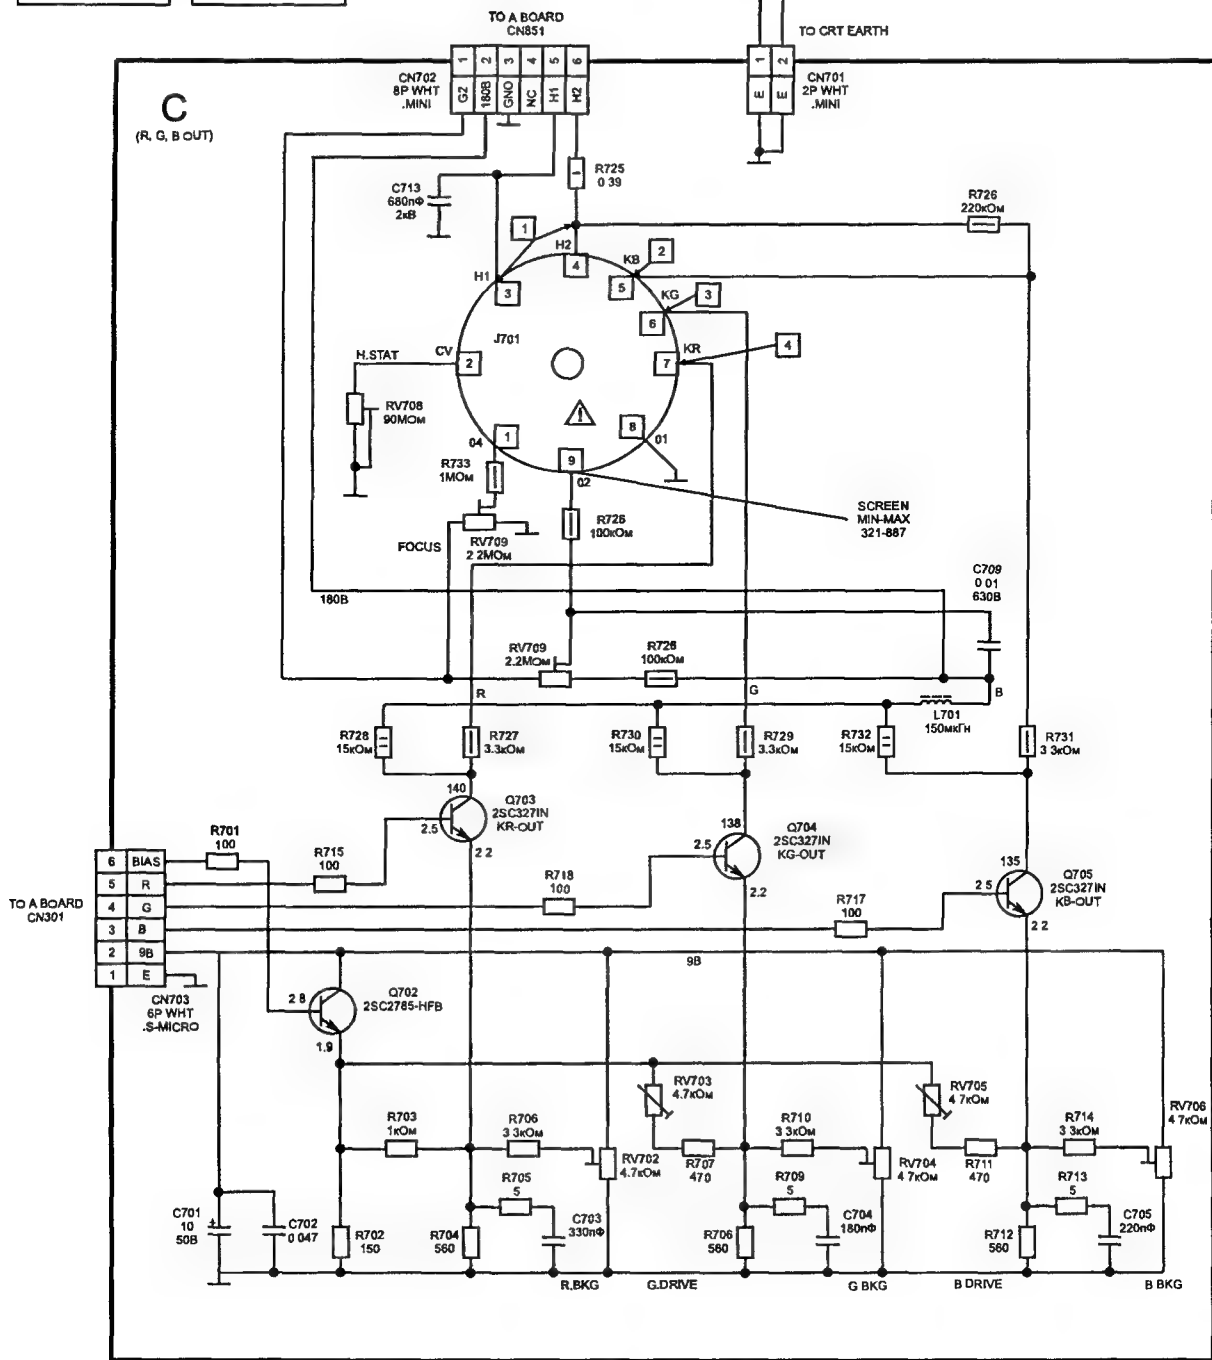 TO A BOARD
CN851
TO CRT EARTH
CN702
8P WHT
.MINI
1
2
3
4
5
6
G2
180В
GNO
NC
H1
H2
1
2
E
E
CN701
2P WHT
.MINI
C
(R, G, B OUT)
R725
0 39
C713
680пФ
2кВ
R726
220кОм
1
H2
4
KB
2
5
H1
3
KG
3
6
J701
KR
4
7
H.STAT
CV
2
RV708
90МОм
8
01
04
1
9
02
R733
1МОм
R726
100кОм
SCREEN
MIN-MAX
321-887
FOCUS
RV709
2 2МОм
C709
0 01
630В
180В
RV709
2.2МОм
R728
100кОм
R
G
B
L701
150мкГн
R728
15кОм
R727
3.3кОм
R730
15кОм
R729
3.3кОм
R732
15кОм
R731
3 3кОм
140
Q703
2SC327IN
KR-OUT
2.5
2 2
138
Q704
2SC327IN
KG-OUT
2.5
2.2
135
Q705
2SC327IN
KB-OUT
2 5
2 2
R701
100
R715
100
R718
100
R717
100
TO A BOARD
CN301
6 BIAS
5 R
4 G
3 B
2 9В
1 E
CN703
6P WHT
.S-MICRO
9В
Q702
2SC2785-HFB
2 8
1.9
RV703
4.7кОм
RV705
4 7кОм
RV706
4 7кОм
R703
1кОм
R706
3 3кОм
RV702
4.7кОм
R707
470
R710
3 3кОм
RV704
4 7кОм
R711
470
R714
3 3кОм
R705
5
R709
5
R713
5
C701
10
50В
C702
0 047
R702
150
R704
560
C703
330пФ
R706
560
C704
180пФ
R712
560
C705
220пФ
R.BKG
G.DRIVE
G BKG
B DRIVE
B BKG